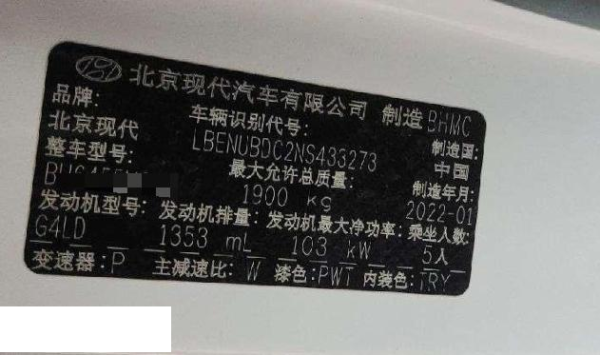 北京现代汽车有限公司 制造 BHMC
品牌: 车辆识别代号: 制造国:
北京现代 LBENUBDC2NS433273 中国
整车型号: 最大允许总质量: 制造年月:
1900 kg 2022-01
发动机型号: 发动机排量: 发动机最大净功率: 乘坐人数:
G4LD 1353 mL 103 kW 5人
变速器: P 主减速比: W 漆色: PWT 内装色: TRY